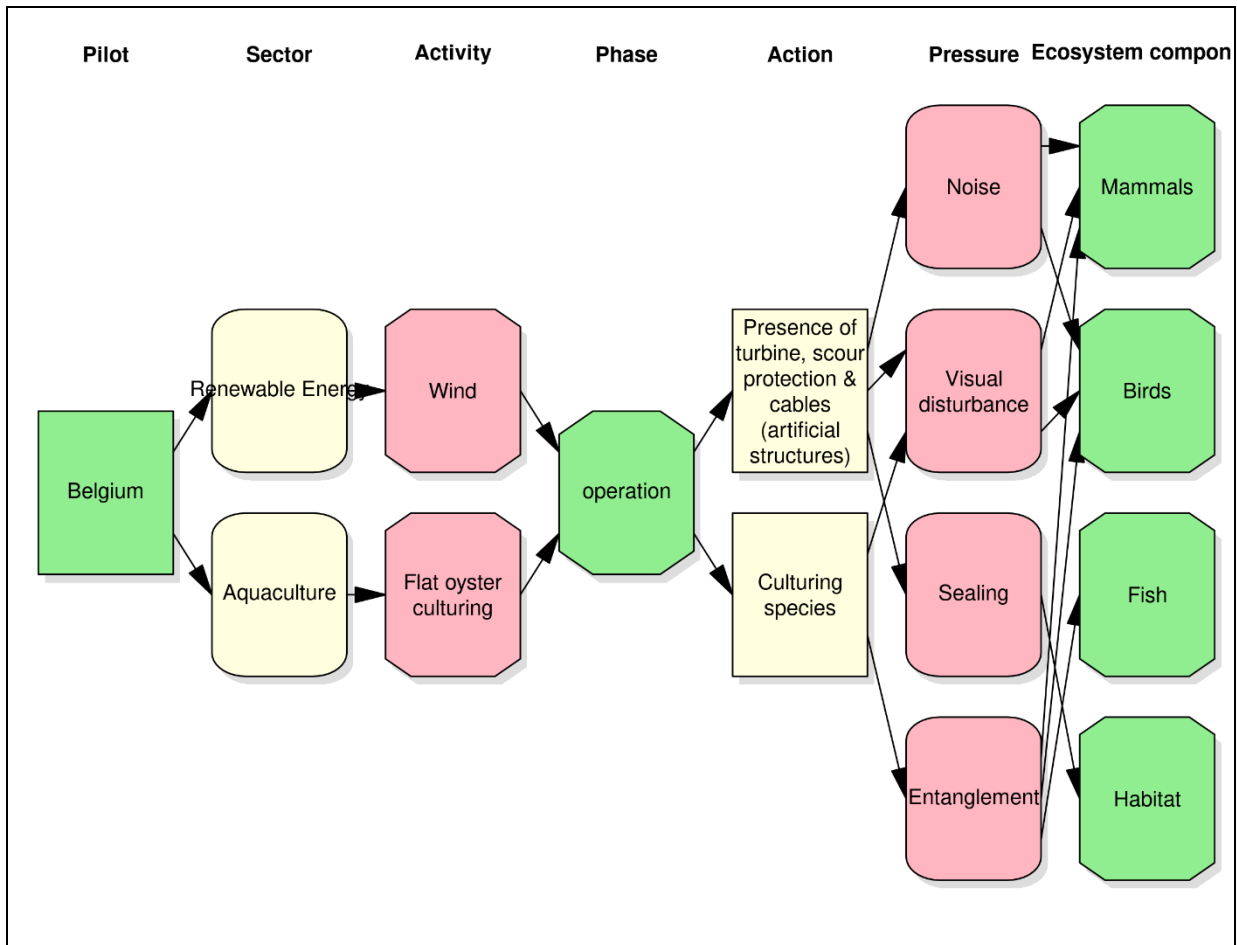 Pilot
Sector
Activity
Phase
Action
Pressure
Ecosystem compon
Noise
Mammals
Renewable Energy
Wind
Presence of
turbine, scour
protection &
cables
(artificial
structures)
Visual
disturbance
Birds
Belgium
operation
Aquaculture
Flat oyster
culturing
Culturing
species
Sealing
Fish
Entanglement
Habitat